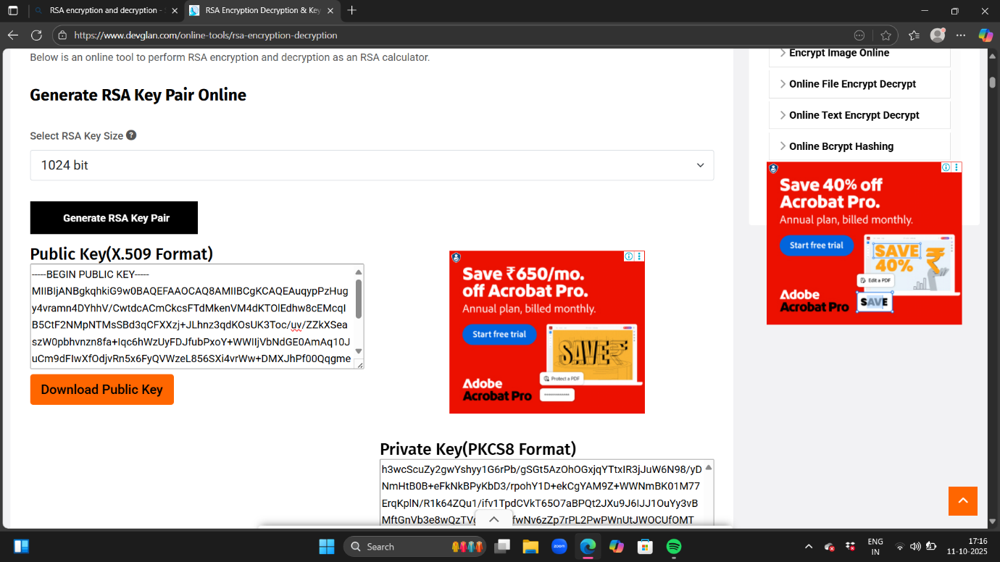 RSA encryption and decryption -
RSA Encryption Decryption & Key
https://www.devglan.com/online-tools/rsa-encryption-decryption
Below is an online tool to perform RSA encryption and decryption as an RSA calculator.
Generate RSA Key Pair Online
Select RSA Key Size ?
1024 bit
Generate RSA Key Pair
Public Key(X.509 Format)
-----BEGIN PUBLIC KEY-----
MIIBIjANBgkqhkiG9w0BAQEFAAOCAQ8AMIIBCgKCAQEAuqypPzHug
y4vramn4DYhhV/CwtdcACmCkcsFTdMkenVM4dKTOlEdhw8cEMcqI
B5CtF2NMpNTMsSBd3qCFXXzj+JLhnz3qdKOsUK3Toc/uv/ZZkXSea
szW0pbhvnzn8fa+Iqc6hWzUyFDJfubPxoY+WWIIjVbNdGE0AmAq10J
uCm9dFIwXfOdjvRn5x6FyQVWzeL856SXi4vrWw+DMXJhPf00Qqgme
Download Public Key
Save ₹650/mo.
off Acrobat Pro.
Annual plan, billed monthly.
Start free trial
SAVE
Protect a PDF
Adobe
Acrobat Pro
Private Key(PKCS8 Format)
h3wcScuZy2gwYshyy1G6rPb/gSGt5AzOhOGxjqYTtxIR3jJuW6N98/yD
NmHtB0B+eFkNkBPyKbD3/rpohY1D+ekCgYAM9Z+WWNmBK01M77
ErqKplN/R1k64ZQu1/ifv1TpdCVkT65O7aBPQt2JXu9J6IJJ1OuYy3vB
MftGnVb3e8wQzTV fwNv6zZp7rPL2PwPWnUtJWOCUfOMT
Encrypt Image Online
Online File Encrypt Decrypt
Online Text Encrypt Decrypt
Online Bcrypt Hashing
Save 40% off
Acrobat Pro.
Annual plan, billed monthly.
Start free trial
SAVE
40%
₹
Edit a PDF
SAVE
Adobe
Acrobat Pro
Search
zoom
ENG
IN
17:16
11-10-2025